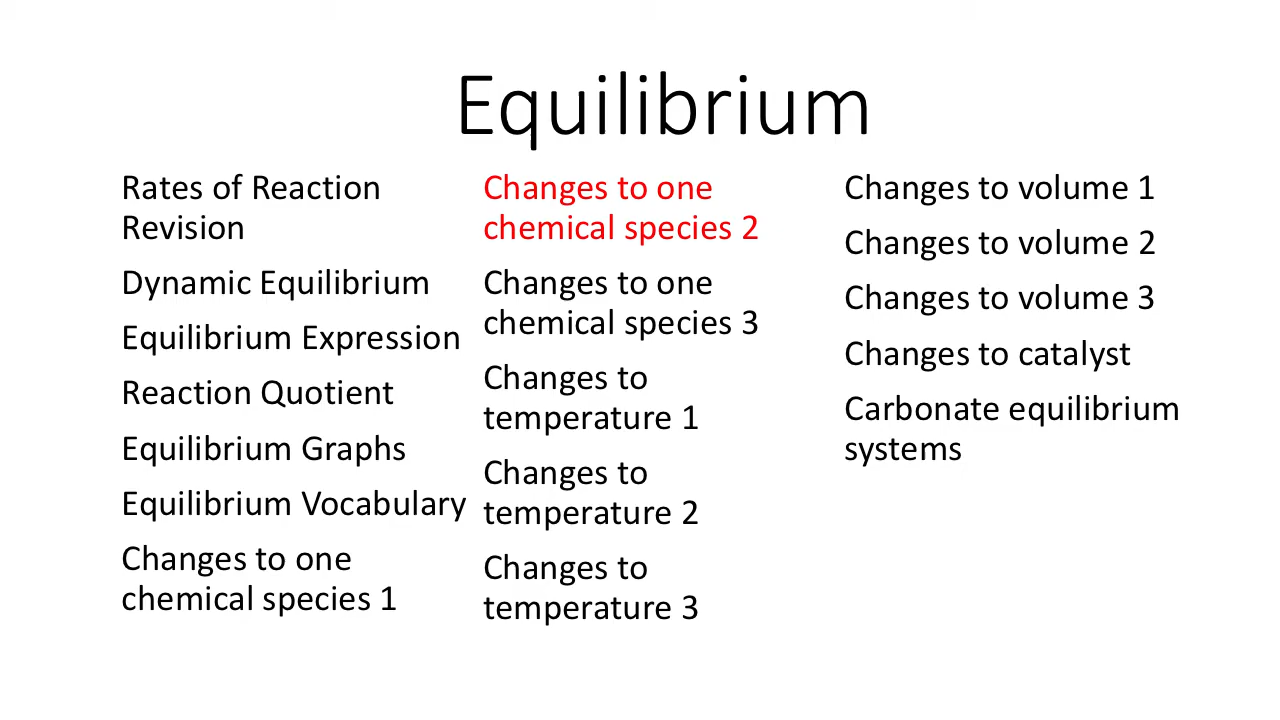 Equilibrium
Rates of Reaction
Revision
Dynamic Equilibrium
Equilibrium Expression
Reaction Quotient
Equilibrium Graphs
Equilibrium Vocabulary
Changes to one
chemical species 1
Changes to one
chemical species 2
Changes to one
chemical species 3
Changes to
temperature 1
Changes to
temperature 2
Changes to
temperature 3
Changes to volume 1
Changes to volume 2
Changes to volume 3
Changes to catalyst
Carbonate equilibrium
systems